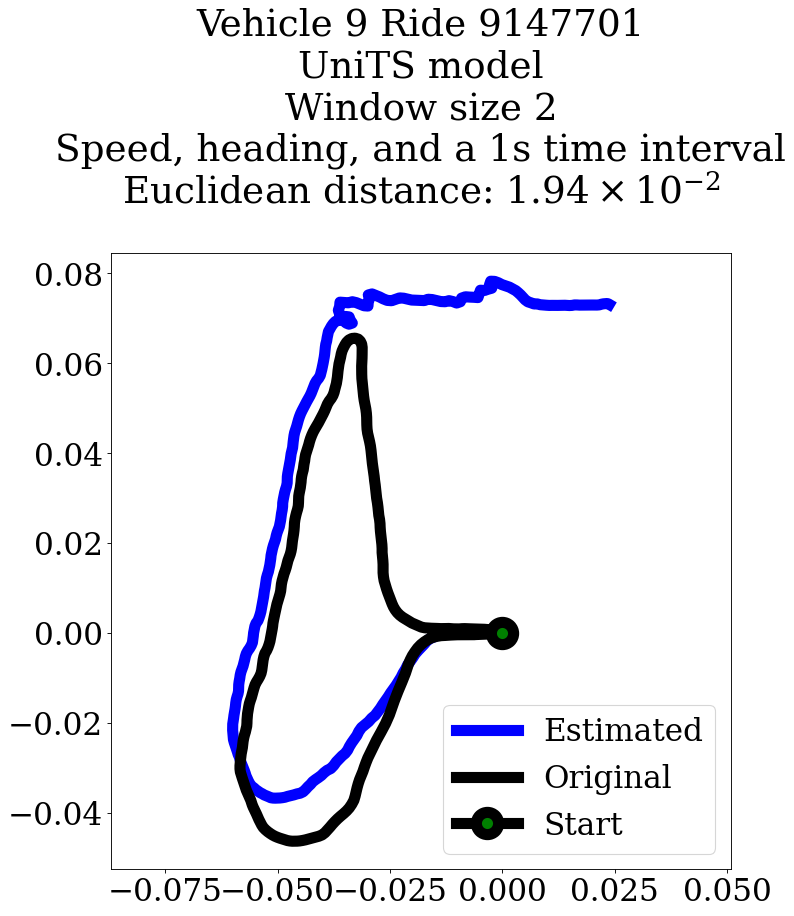 Vehicle 9 Ride 9147701
UniTS model
Window size 2
Speed, heading, and a 1s time interval
Euclidean distance: 1.94 × 10⁻²
0.08
0.06
0.04
0.02
0.00
−0.02
−0.04
Estimated
Original
Start
−0.075 −0.050 −0.025 0.000 0.025 0.050